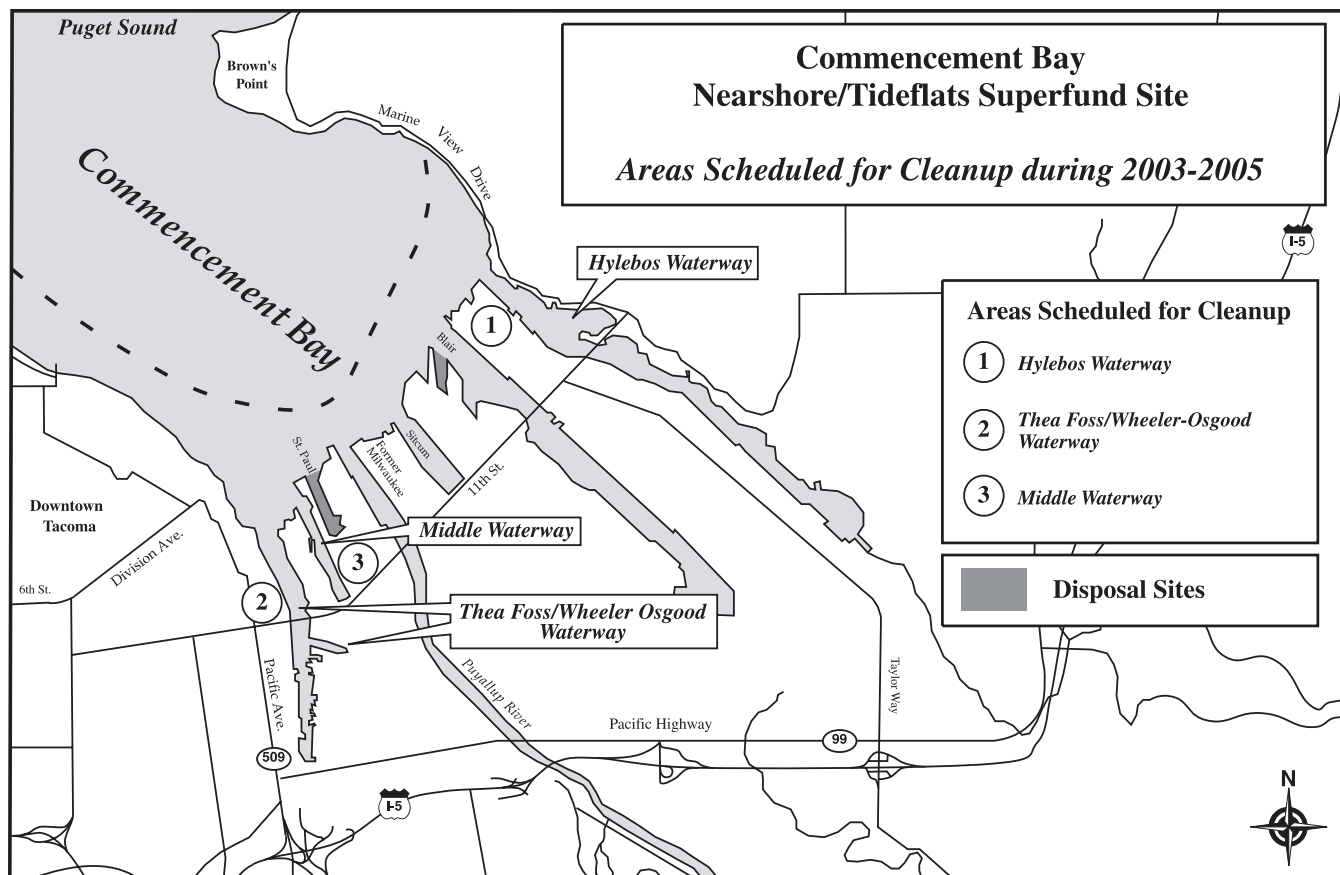 Puget Sound
Brown's
Point
Commencement Bay
Nearshore/Tideflats Superfund Site
Areas Scheduled for Cleanup during 2003-2005
Marine View Drive
Commencement Bay
I-5
Hylebos Waterway
1
Blair
Areas Scheduled for Cleanup
1 Hylebos Waterway
2 Thea Foss/Wheeler-Osgood
Waterway
3 Middle Waterway
Disposal Sites
St. Paul
Former
Milwaukee
Sitcum
11th St.
Downtown
Tacoma
Division Ave.
6th St.
Middle Waterway
3
2
Thea Foss/Wheeler Osgood
Waterway
Pacific Ave.
Puyallup River
Taylor Way
Pacific Highway
99
509
I-5
N